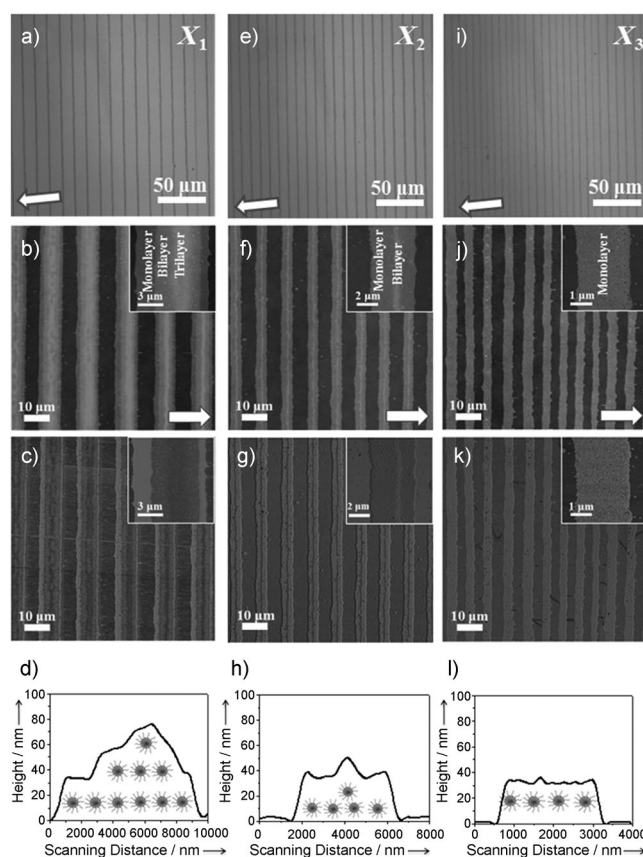 a)
X1
50 µm
e)
X2
50 µm
i)
X3
50 µm
b)
Monolayer
Bilayer
Trilayer
3 µm
10 µm
f)
Monolayer
Bilayer
2 µm
10 µm
j)
Monolayer
1 µm
10 µm
c)
3 µm
10 µm
g)
2 µm
10 µm
k)
1 µm
10 µm
d)
Height / nm
100
80
60
40
20
0
0 2000 4000 6000 8000 10000
Scanning Distance / nm
h)
Height / nm
100
80
60
40
20
0
0 2000 4000 6000 8000
Scanning Distance / nm
l)
Height / nm
100
80
60
40
20
0
0 1000 2000 3000 4000
Scanning Distance / nm